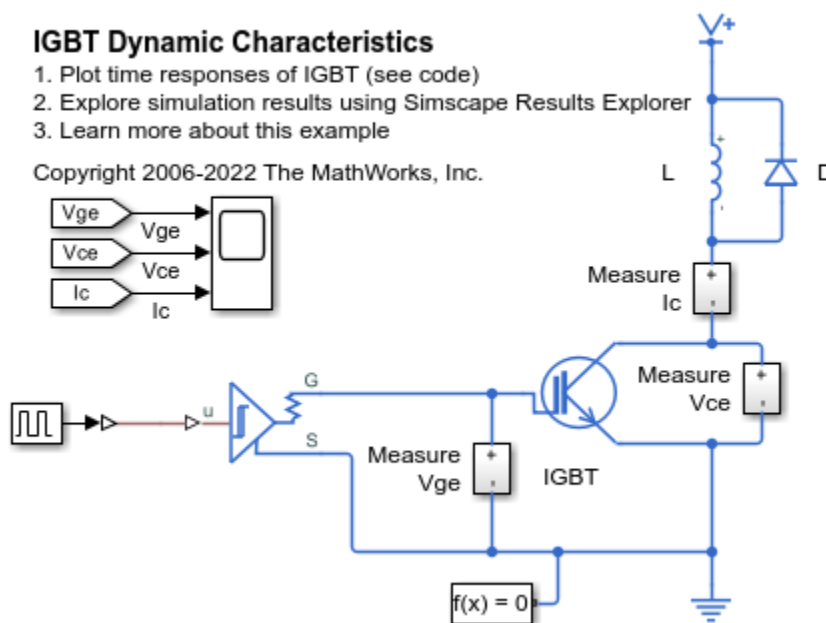 IGBT Dynamic Characteristics
1. Plot time responses of IGBT (see code)
2. Explore simulation results using Simscape Results Explorer
3. Learn more about this example
Copyright 2006-2022 The MathWorks, Inc.
V+
L
D
Vge
Vge
Vce
Vce
Ic
Ic
Measure
Ic
Measure
Vce
u
G
S
Measure
Vge
IGBT
f(x) = 0